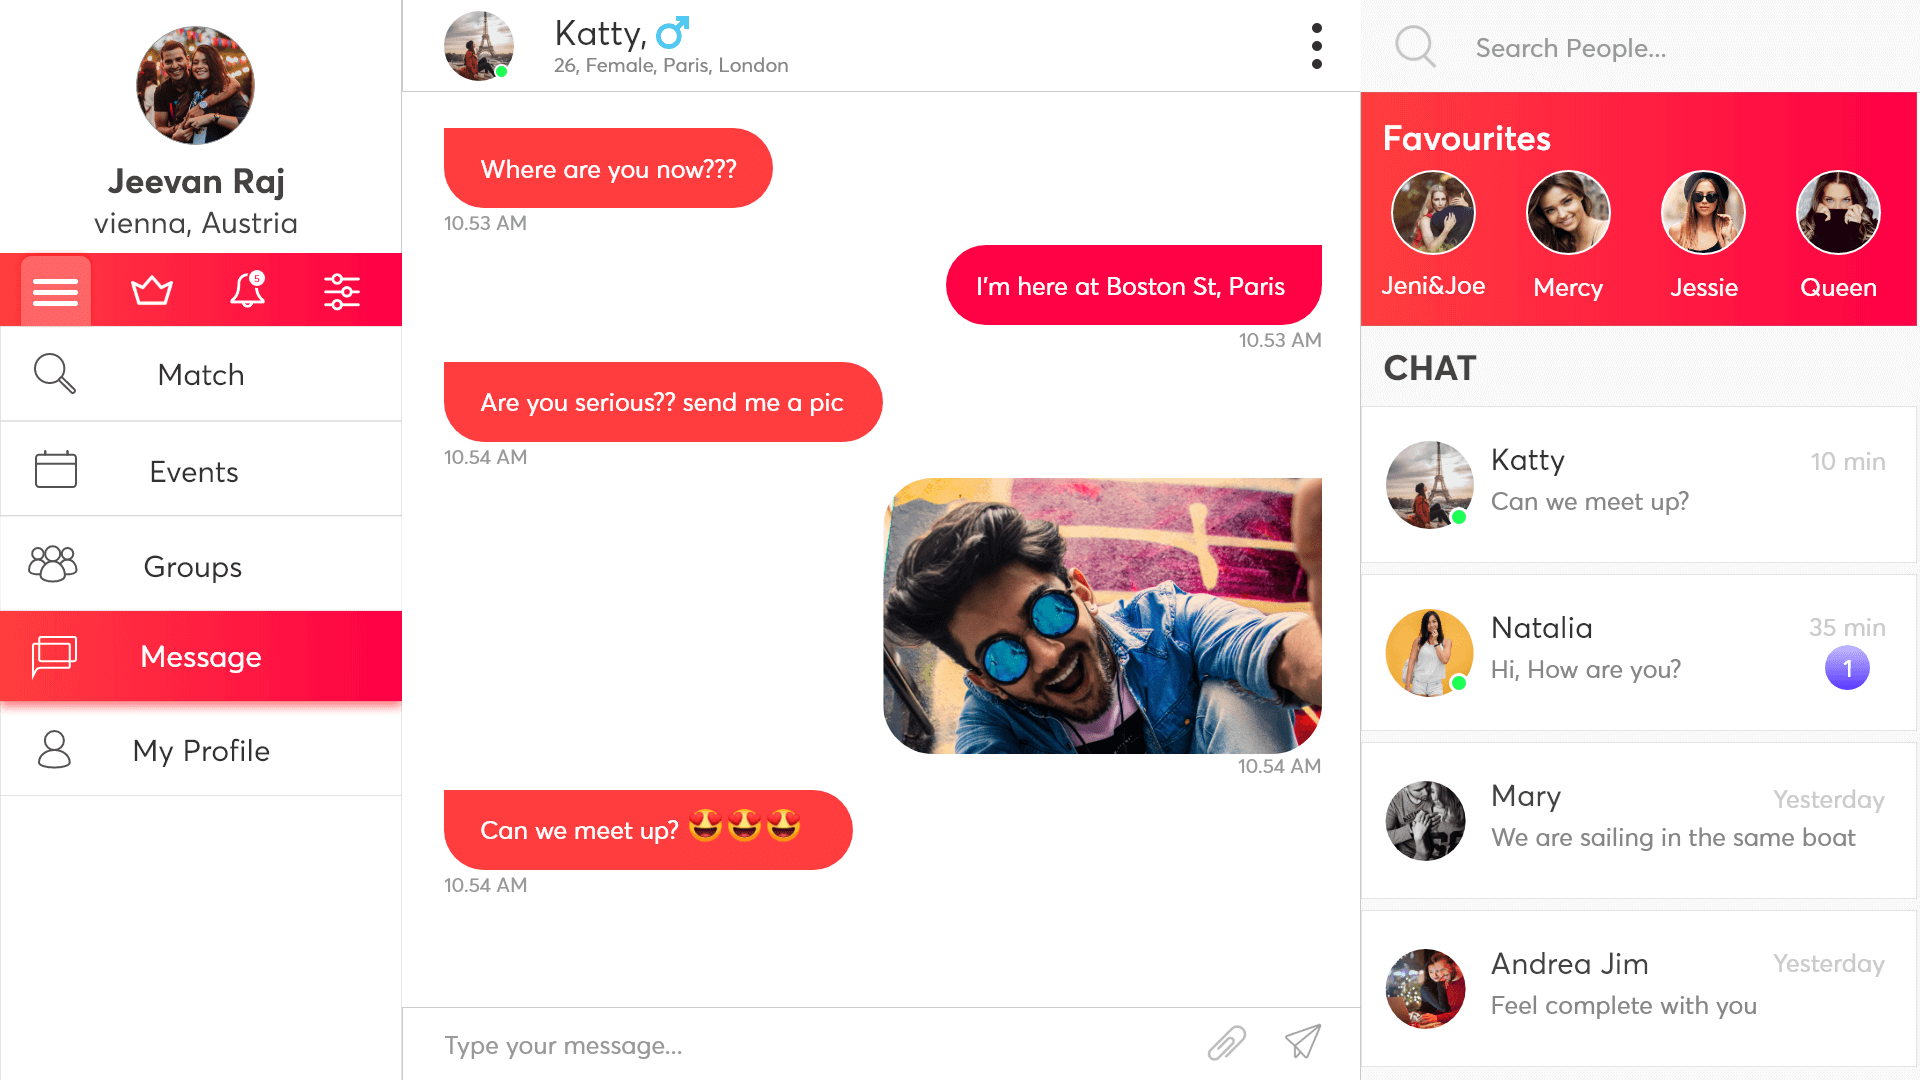 Jeevan Raj
vienna, Austria
5
Match
Events
Groups
Message
My Profile
Katty,
26, Female, Paris, London
Where are you now???
10.53 AM
I'm here at Boston St, Paris
10.53 AM
Are you serious?? send me a pic
10.54 AM
10.54 AM
Can we meet up? 😍😍😍
10.54 AM
Type your message...
Search People...
Favourites
Jeni&Joe
Mercy
Jessie
Queen
CHAT
Katty
10 min
Can we meet up?
Natalia
35 min
Hi, How are you?
1
Mary
Yesterday
We are sailing in the same boat
Andrea Jim
Yesterday
Feel complete with you